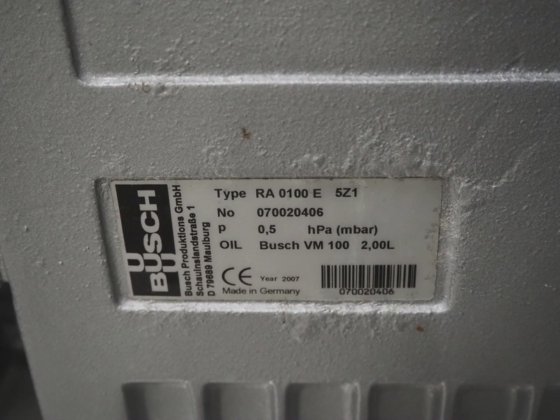 BUSCH
Busch Produktions GmbH
Schauinslandstraße 1
D 79689 Maulburg
Type RA 0100 E 5Z1
No 070020406
p 0,5 hPa (mbar)
OIL Busch VM 100 2,00L
CE Year 2007
Made in Germany
070020406